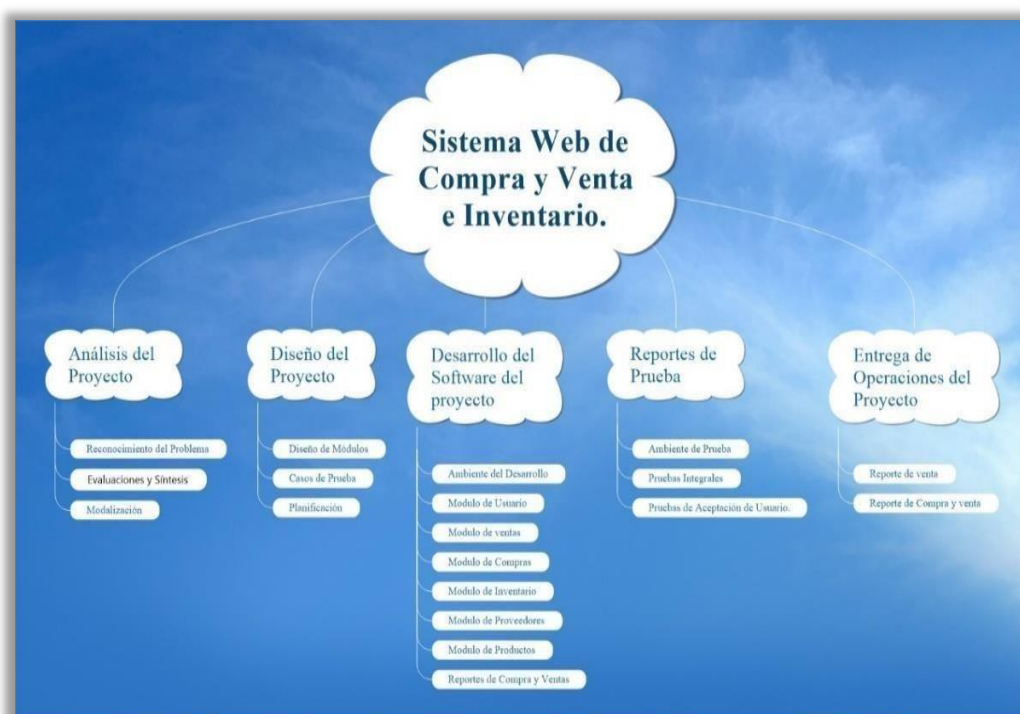 Sistema Web de
Compra y Venta
e Inventario.
Análisis del
Proyecto
Reconocimiento del Problema
Evaluaciones y Síntesis
Modalización
Diseño del
Proyecto
Diseño de Módulos
Casos de Prueba
Planificación
Desarrollo del
Software del
proyecto
Ambiente del Desarrollo
Modulo de Usuario
Modulo de ventas
Modulo de Compras
Modulo de Inventario
Modulo de Proveedores
Modulo de Productos
Reportes de Compra y Ventas
Reportes de
Prueba
Ambiente de Prueba
Pruebas Integrales
Pruebas de Aceptación de Usuario.
Entrega de
Operaciones del
Proyecto
Reporte de venta
Reporte de Compra y venta